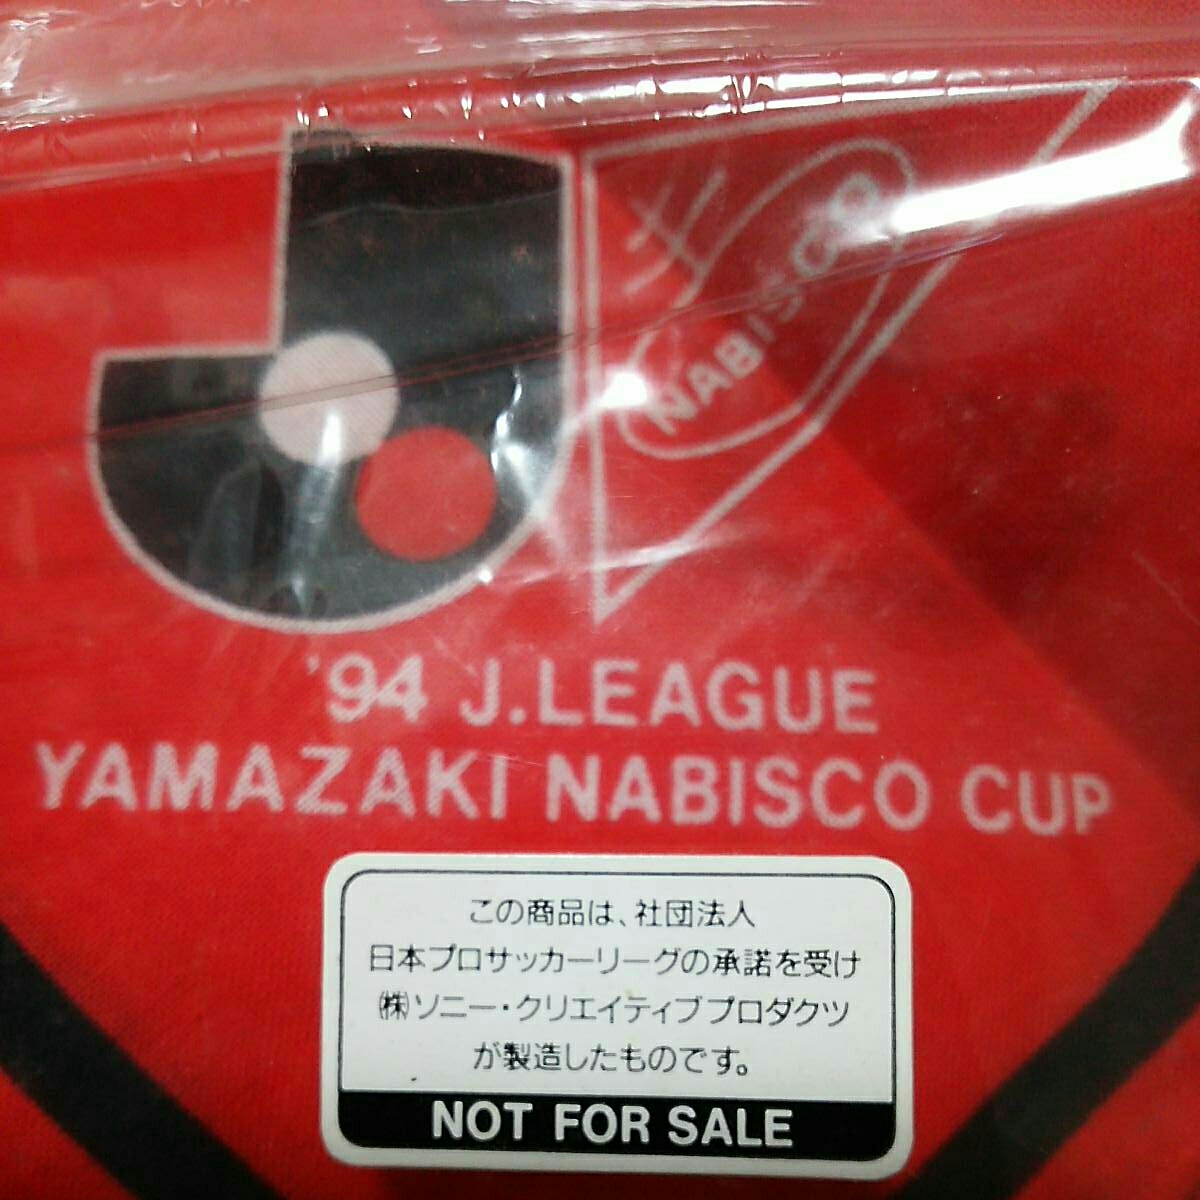 NABISCO
'94 J.LEAGUE
YAMAZAKI NABISCO CUP
この商品は、社団法人
日本プロサッカーリーグの承諾を受け
㈱ソニー・クリエイティブプロダクツ
が製造したものです。
NOT FOR SALE